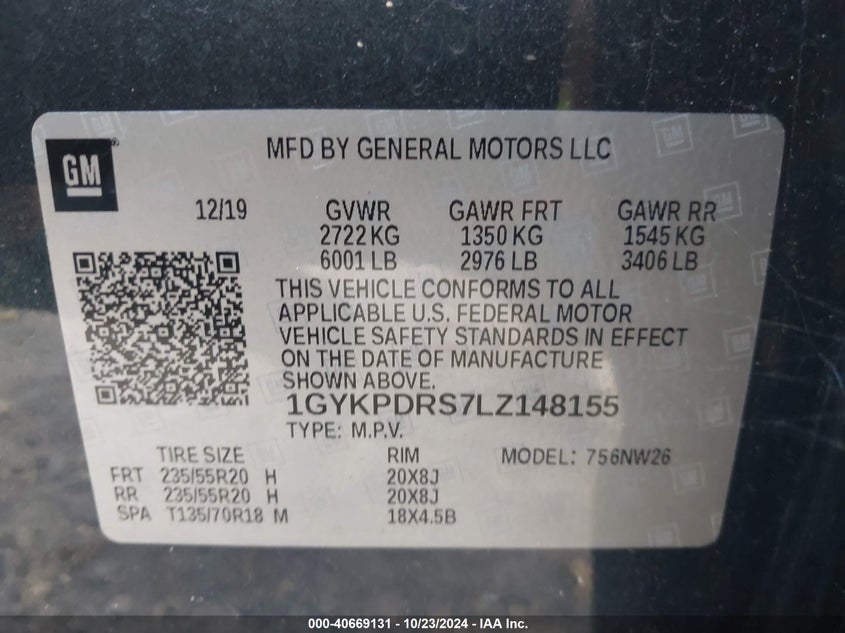 GM
MFD BY GENERAL MOTORS LLC
12/19 GVWR GAWR FRT GAWR RR
2722 KG 1350 KG 1545 KG
6001 LB 2976 LB 3406 LB
THIS VEHICLE CONFORMS TO ALL
APPLICABLE U.S. FEDERAL MOTOR
VEHICLE SAFETY STANDARDS IN EFFECT
ON THE DATE OF MANUFACTURE
SHOWN ABOVE.
1GYKPDRS7LZ148155
TYPE: M.P.V.
TIRE SIZE RIM MODEL: 756NW26
FRT 235/55R20 H 20X8J
RR 235/55R20 H 20X8J
SPA T135/70R18 M 18X4.5B
000-40669131 - 10/23/2024 - IAA Inc.